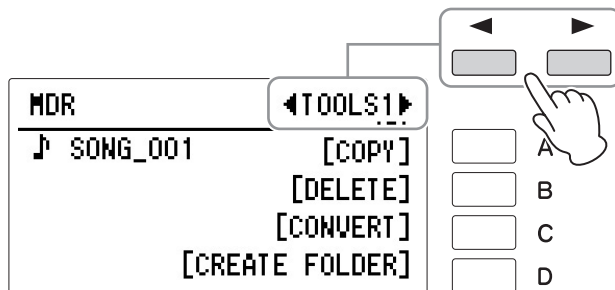 MDR ◀TOOLS1▶
♪ SONG_001 [COPY] A
[DELETE] B
[CONVERT] C
[CREATE FOLDER] D